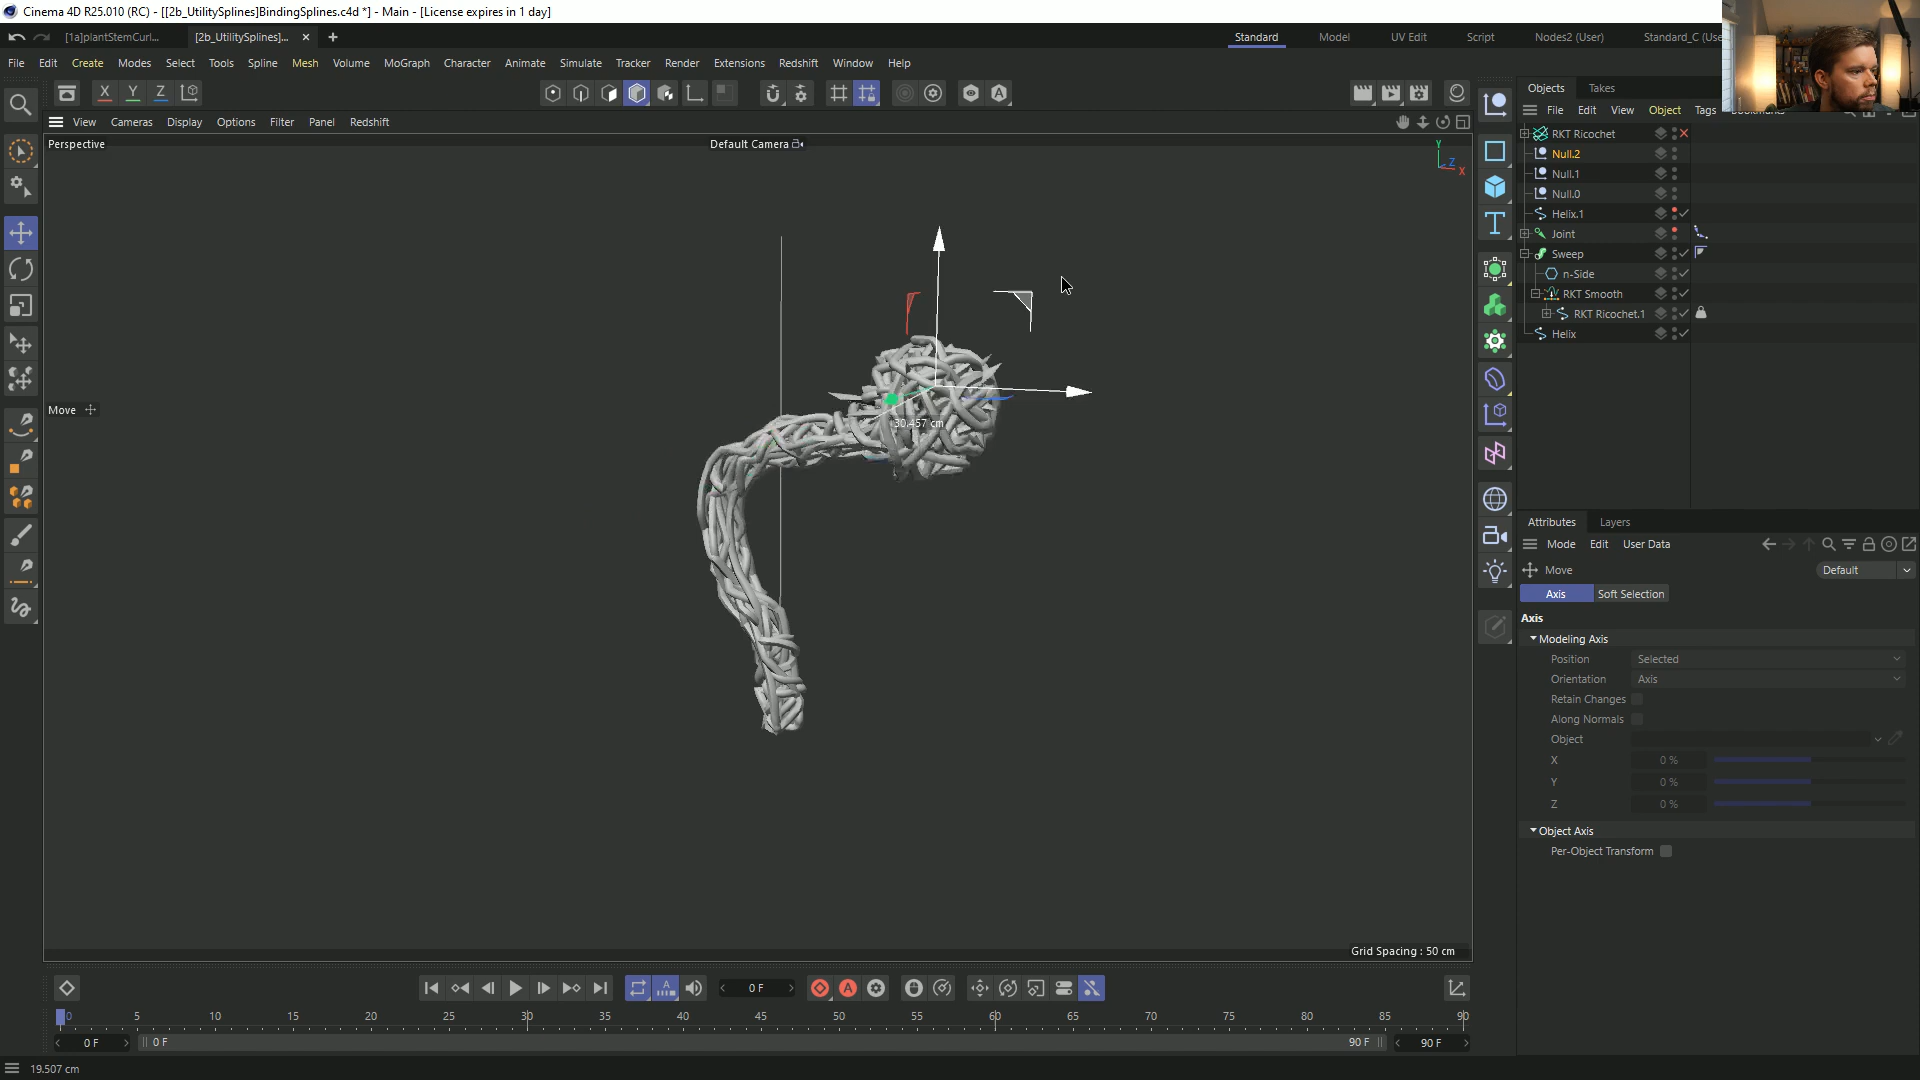 Cinema 4D R25.010 (RC) - [[2b_UtilitySplines]BindingSplines.c4d *] - Main - [License expires in 1 day]
[1a]plantStemCurl...
[2b_UtilitySplines]...
Standard
Model
UV Edit
Script
Nodes2 (User)
Standard_C (Use
File
Edit
Create
Modes
Select
Tools
Spline
Mesh
Volume
MoGraph
Character
Animate
Simulate
Tracker
Render
Extensions
Redshift
Window
Help
X
Y
Z
Objects
Takes
File
Edit
View
Object
Tags
View
Cameras
Display
Options
Filter
Panel
Redshift
Perspective
Default Camera
Y
Z
X
RKT Ricochet
Null.2
Null.1
Null.0
Helix.1
Joint
Sweep
n-Side
RKT Smooth
RKT Ricochet.1
Helix
Move
30.457 cm
Attributes
Layers
Mode
Edit
User Data
Move
Default
Axis
Soft Selection
Axis
Modeling Axis
Position
Selected
Orientation
Axis
Retain Changes
Along Normals
Object
X
0 %
Y
0 %
Z
0 %
Object Axis
Per-Object Transform
Grid Spacing : 50 cm
0 F
0
5
10
15
20
25
30
35
40
45
50
55
60
65
70
75
80
85
90
0 F
0 F
90 F
90 F
19.507 cm